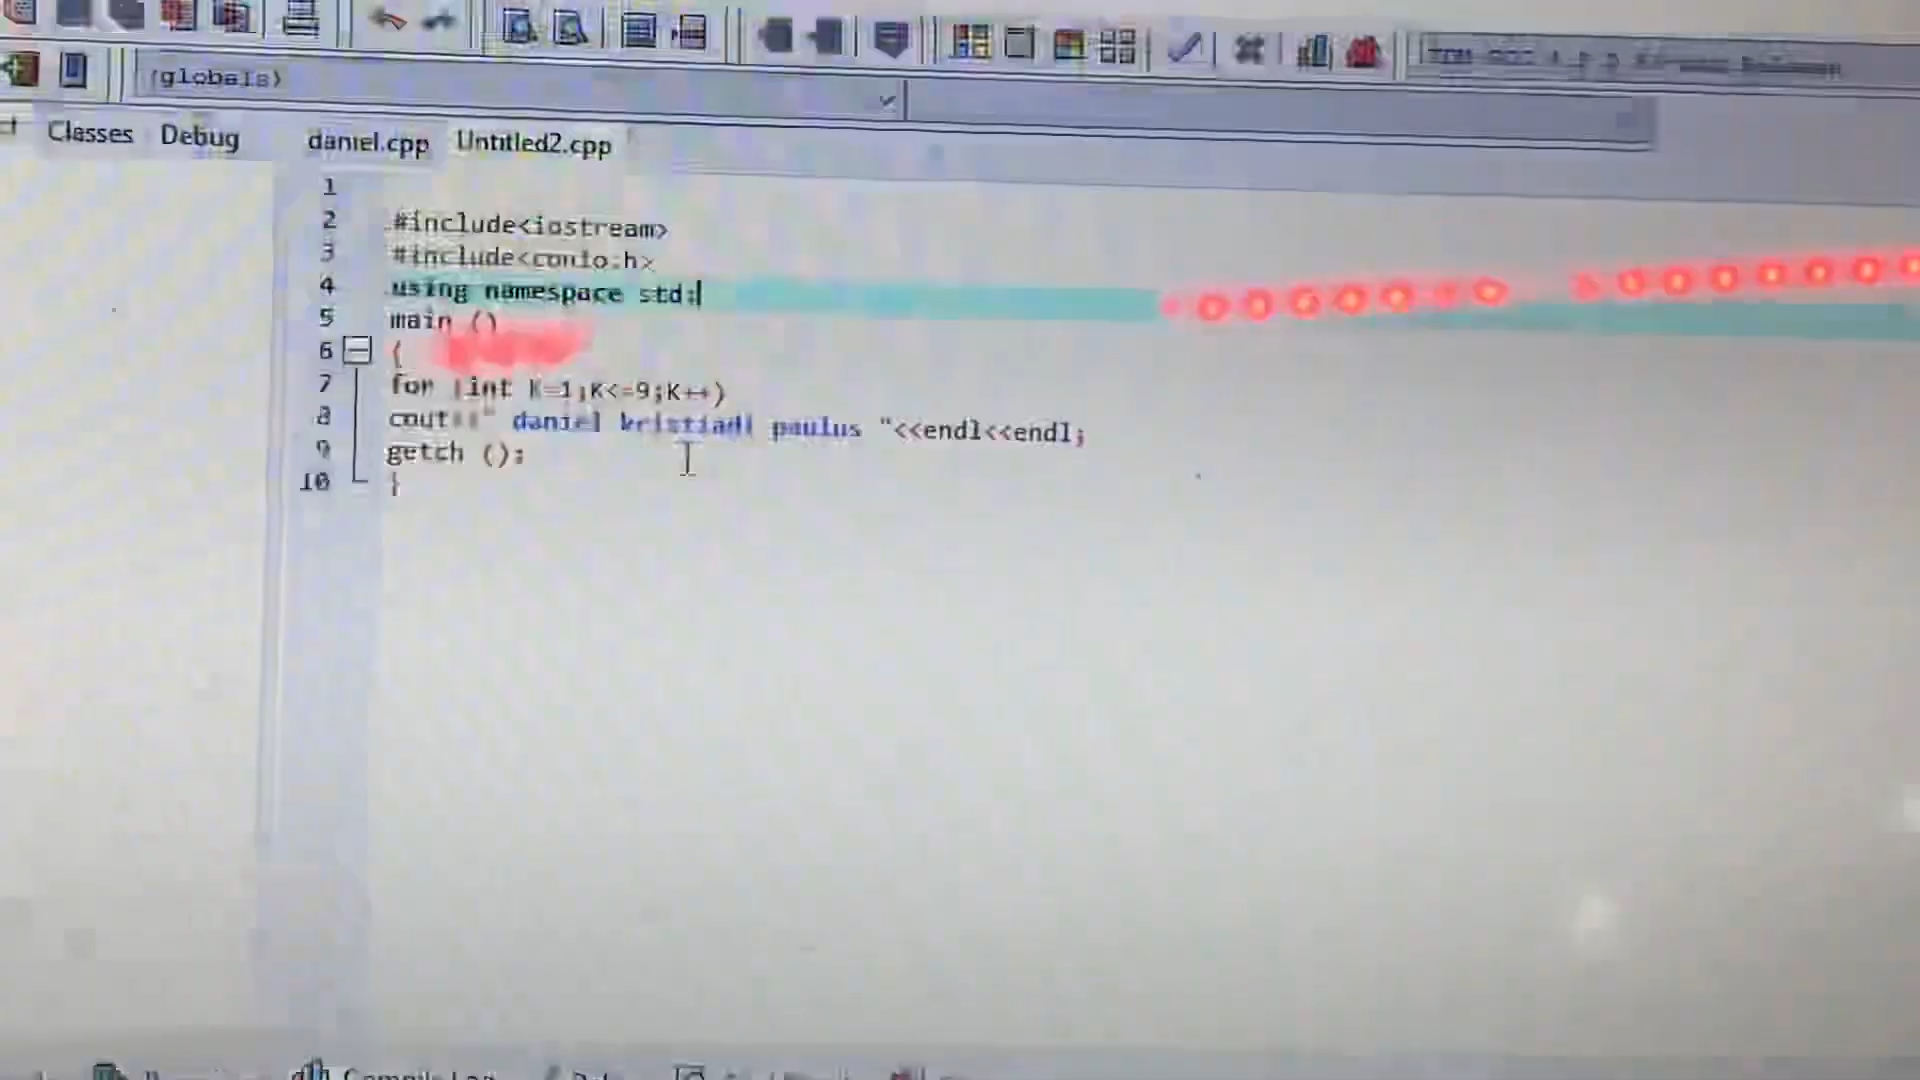 (globals)
Classes Debug daniel.cpp Untitled2.cpp
1
2 #include<iostream>
3 #include<conio.h>
4 using namespace std;
5 main ()
6 {
7 for (int K=1;K<=9;K++)
8 cout<<" daniel kristiadi paulus "<<endl<<endl;
9 getch ();
10 }